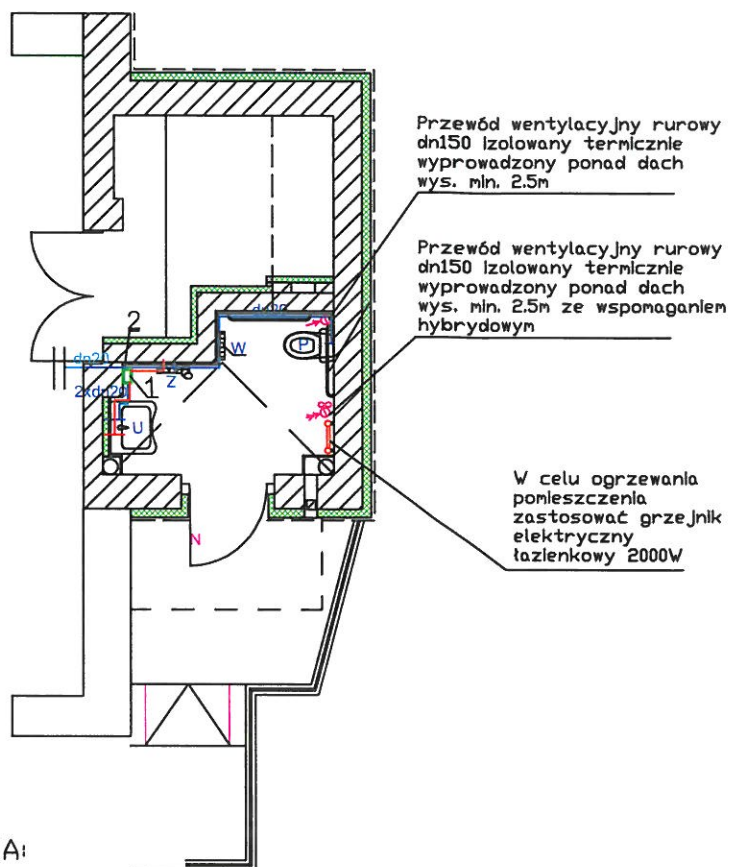 Przewód wentylacyjny rurowy
dn150 izolowany termicznie
wyprowadzony ponad dach
wys. min. 2.5m
Przewód wentylacyjny rurowy
dn150 izolowany termicznie
wyprowadzony ponad dach
wys. min. 2.5m ze wspomaganiem
hybrydowym
dn20
2
W
P
dn20
Z
1
2xdn20
U
W celu ogrzewania
pomieszczenia
zastosować grzejnik
elektryczny
łazienkowy 2000W
N
A: